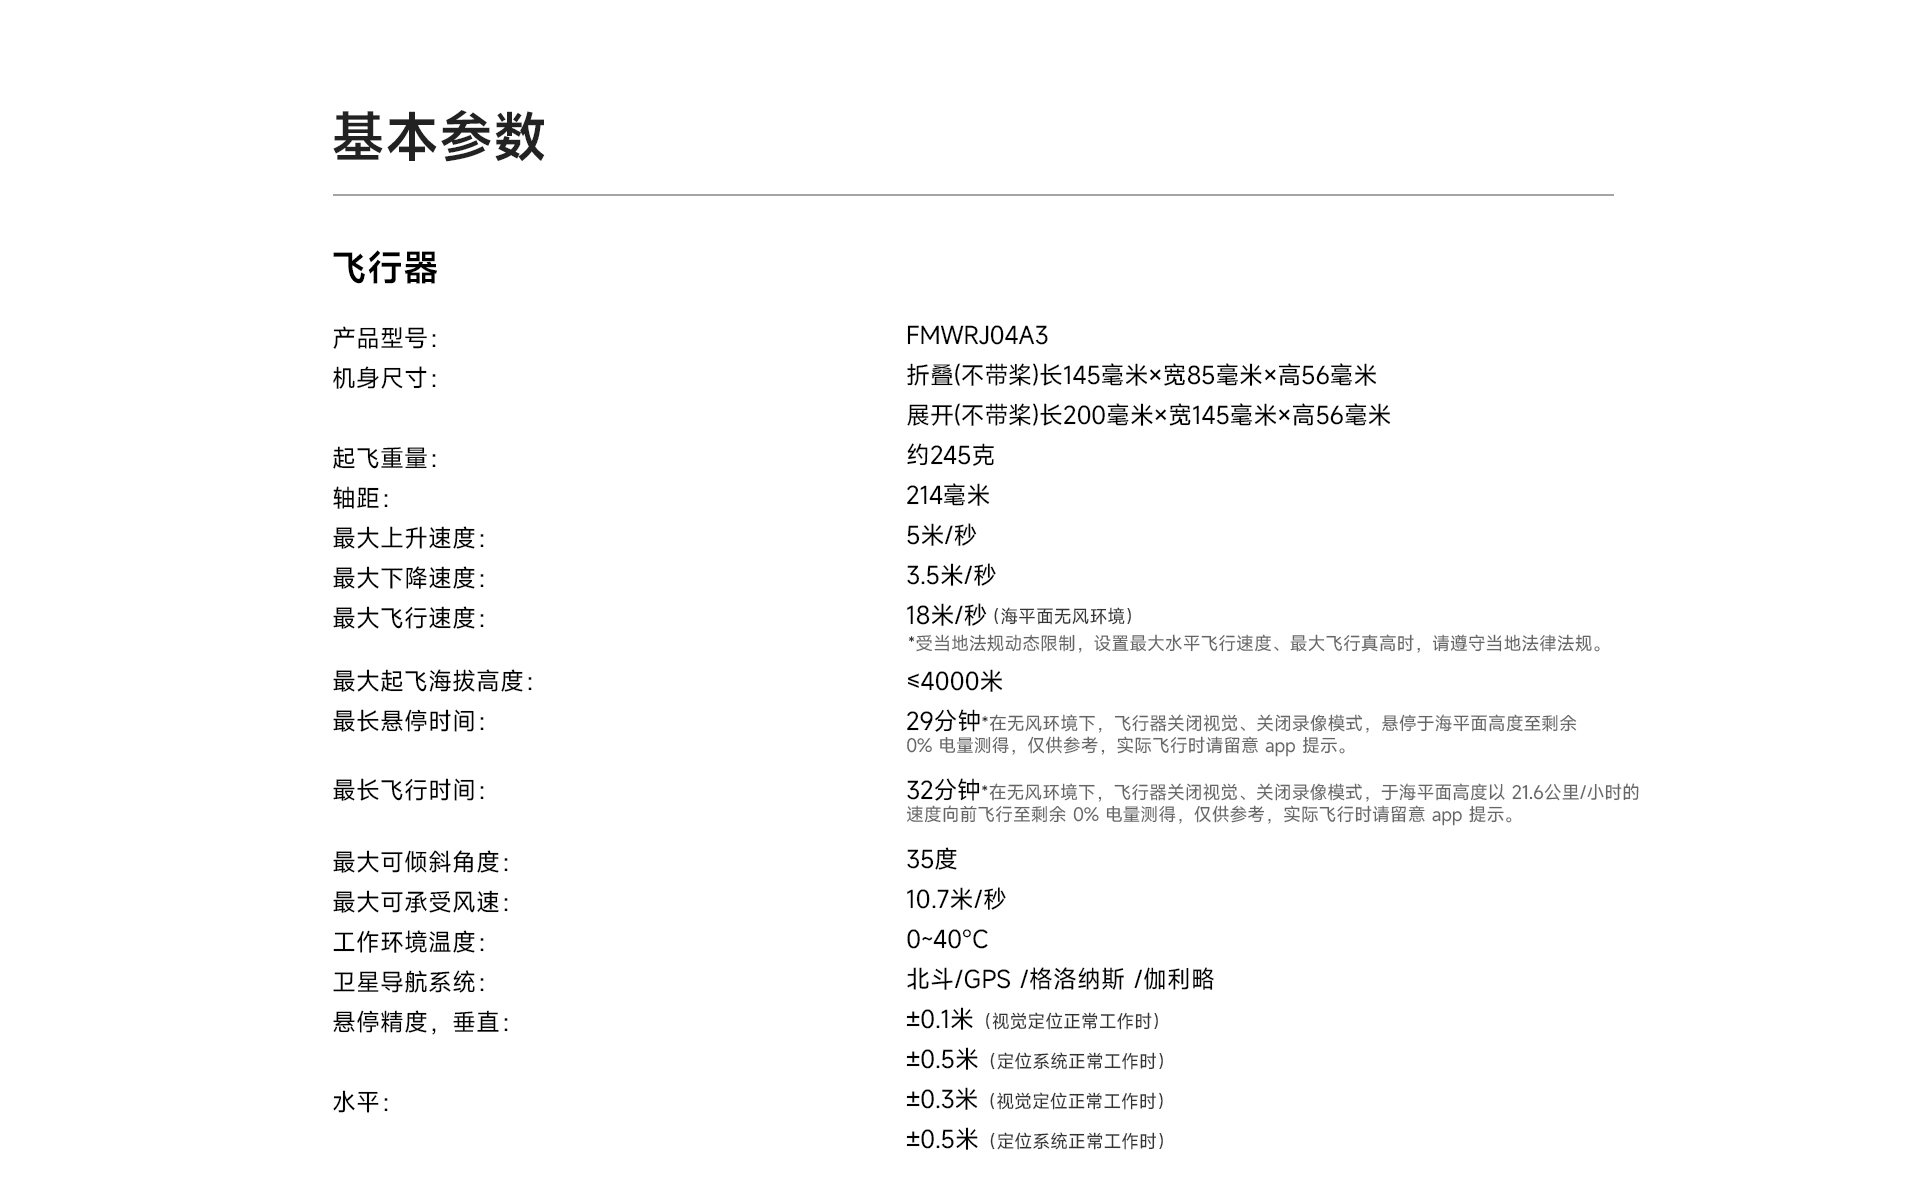 基本参数
飞行器
产品型号： FMWRJ04A3
机身尺寸： 折叠(不带桨)长145毫米×宽85毫米×高56毫米
展开(不带桨)长200毫米×宽145毫米×高56毫米
起飞重量： 约245克
轴距： 214毫米
最大上升速度： 5米/秒
最大下降速度： 3.5米/秒
最大飞行速度： 18米/秒（海平面无风环境）
*受当地法规动态限制，设置最大水平飞行速度、最大飞行真高时，请遵守当地法律法规。
最大起飞海拔高度： ≤4000米
最长悬停时间： 29分钟*在无风环境下，飞行器关闭视觉、关闭录像模式，悬停于海平面高度至剩余
0% 电量测得，仅供参考，实际飞行时请留意 app 提示。
最长飞行时间： 32分钟*在无风环境下，飞行器关闭视觉、关闭录像模式，于海平面高度以 21.6公里/小时的
速度向前飞行至剩余 0% 电量测得，仅供参考，实际飞行时请留意 app 提示。
最大可倾斜角度： 35度
最大可承受风速： 10.7米/秒
工作环境温度： 0~40°C
卫星导航系统： 北斗/GPS /格洛纳斯 /伽利略
悬停精度，垂直： ±0.1米（视觉定位正常工作时）
±0.5米（定位系统正常工作时）
水平： ±0.3米（视觉定位正常工作时）
±0.5米（定位系统正常工作时）